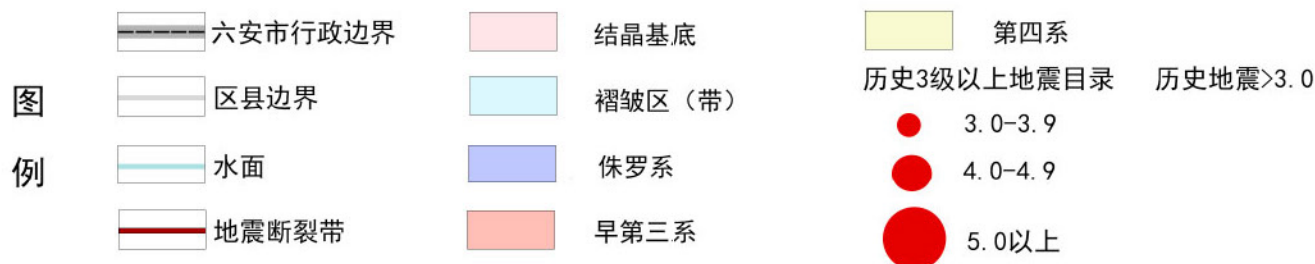 图例
六安市行政边界
区县边界
水面
地震断裂带
结晶基底
褶皱区（带）
侏罗系
早第三系
第四系
历史3级以上地震目录 历史地震>3.0
3.0-3.9
4.0-4.9
5.0以上